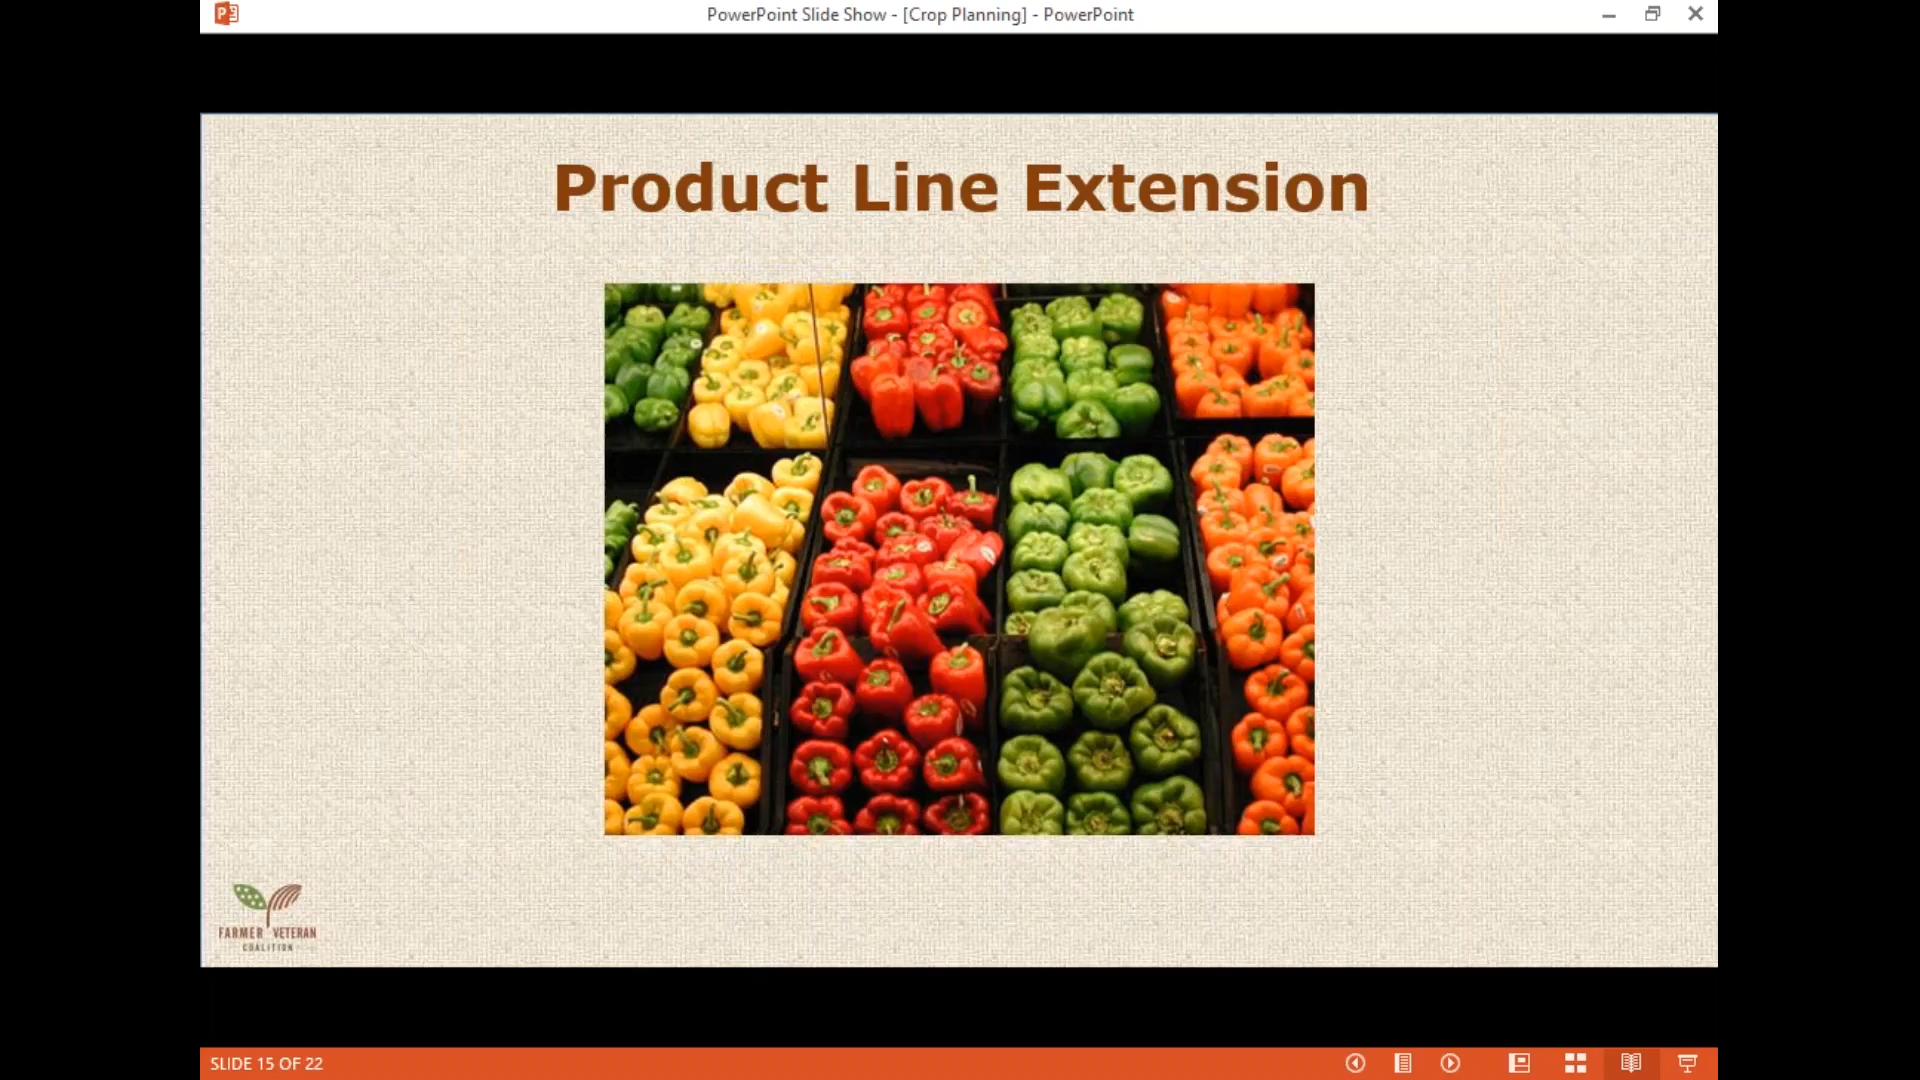 PowerPoint Slide Show - [Crop Planning] - PowerPoint
Product Line Extension
FARMER VETERAN
COALITION
SLIDE 15 OF 22